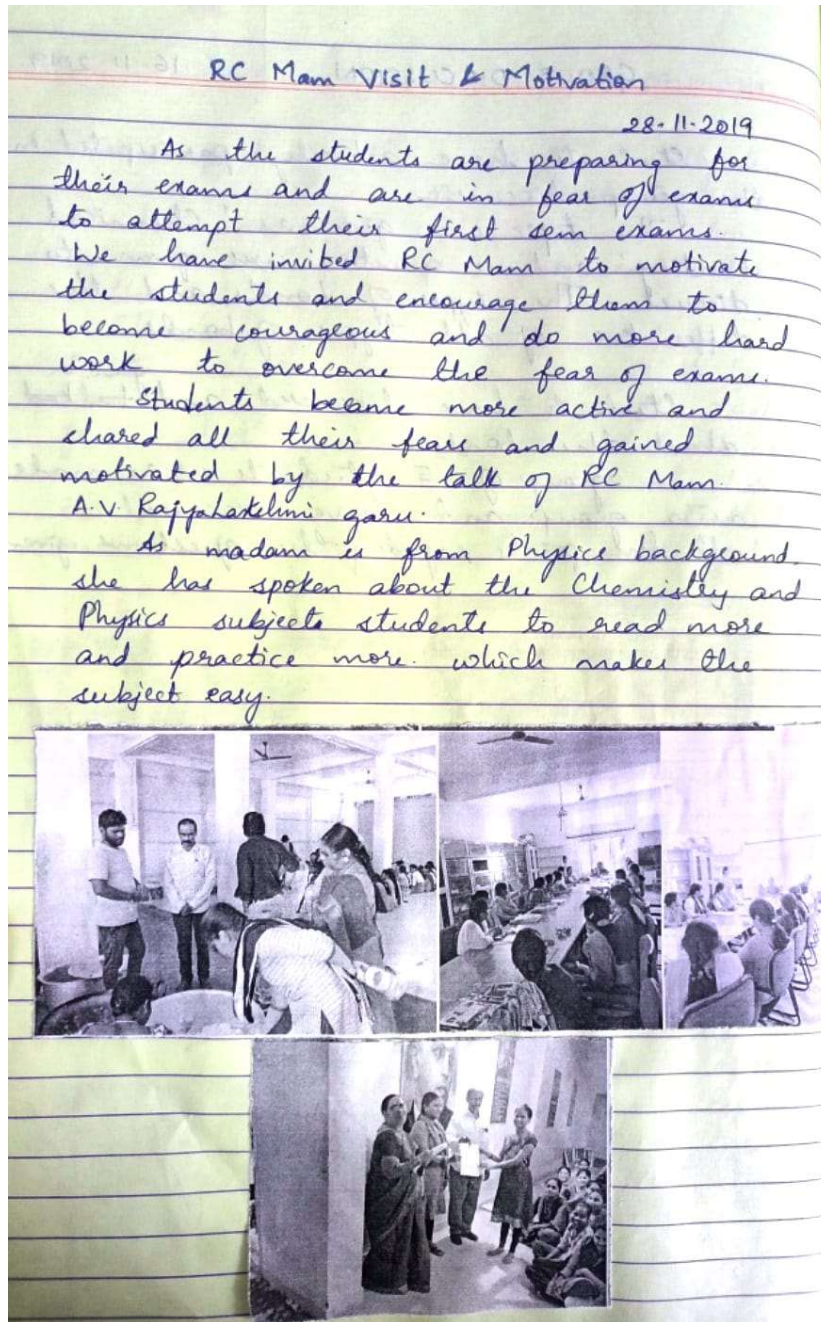 RC Mam Visit & Motivation
28-11-2019
As the students are preparing for
their exams and are in fear of exams
to attempt their first sem exams.
We have invited RC Mam to motivate
the students and encourage them to
become courageous and do more hard
work to overcome the fear of exams.
Students became more active and
shared all their fears and gained
motivated by the talk of RC Mam.
A.V. Rajyalakshmi garu.
As madam is from Physics background.
she has spoken about the Chemistry and
Physics subjects students to read more
and practice more. which makes the
subject easy.